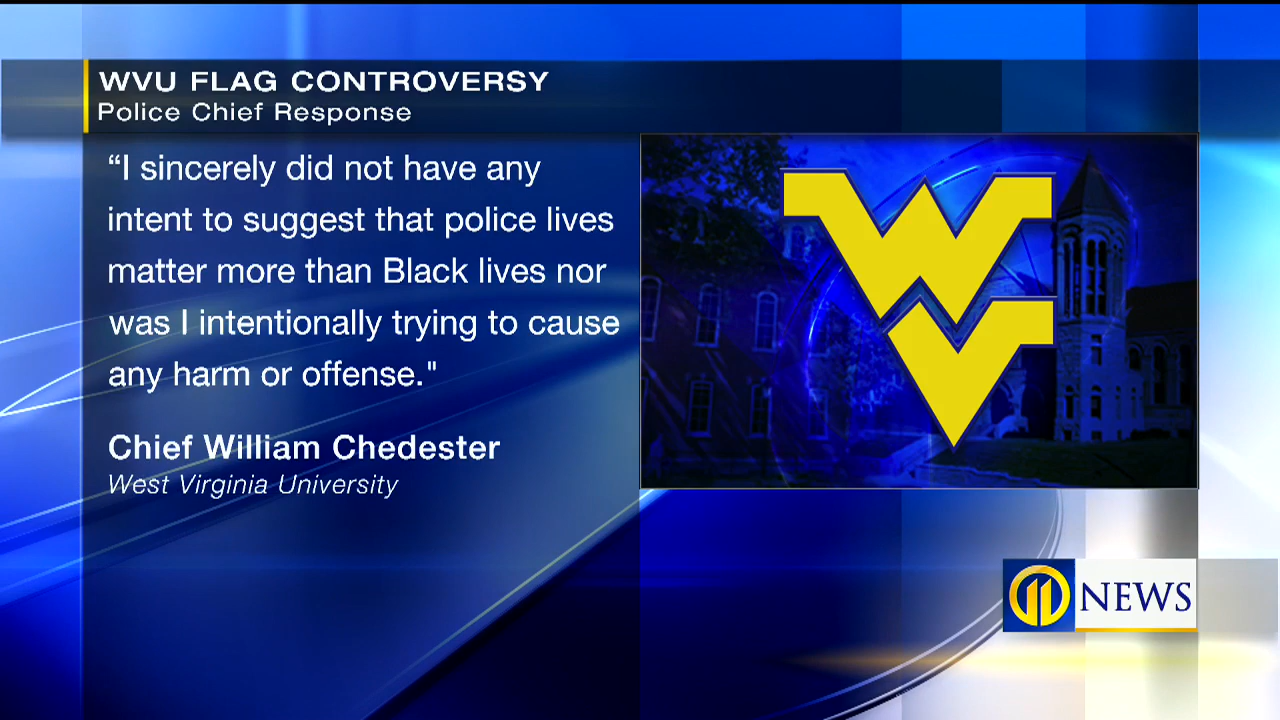 WVU FLAG CONTROVERSY
Police Chief Response
“I sincerely did not have any
intent to suggest that police lives
matter more than Black lives nor
was I intentionally trying to cause
any harm or offense."
Chief William Chedester
West Virginia University
WV
11 NEWS